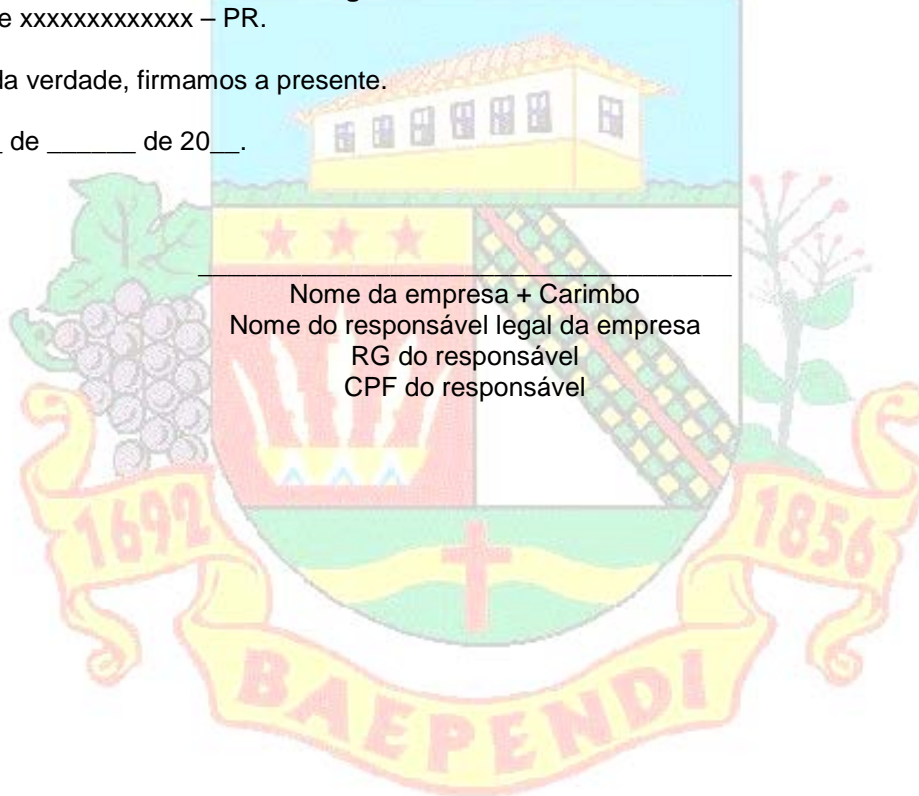 e xxxxxxxxxxxxx – PR.
da verdade, firmamos a presente.
_ de ______ de 20__.
Nome da empresa + Carimbo
Nome do responsável legal da empresa
RG do responsável
CPF do responsável
1692
1856
BAEPENDI